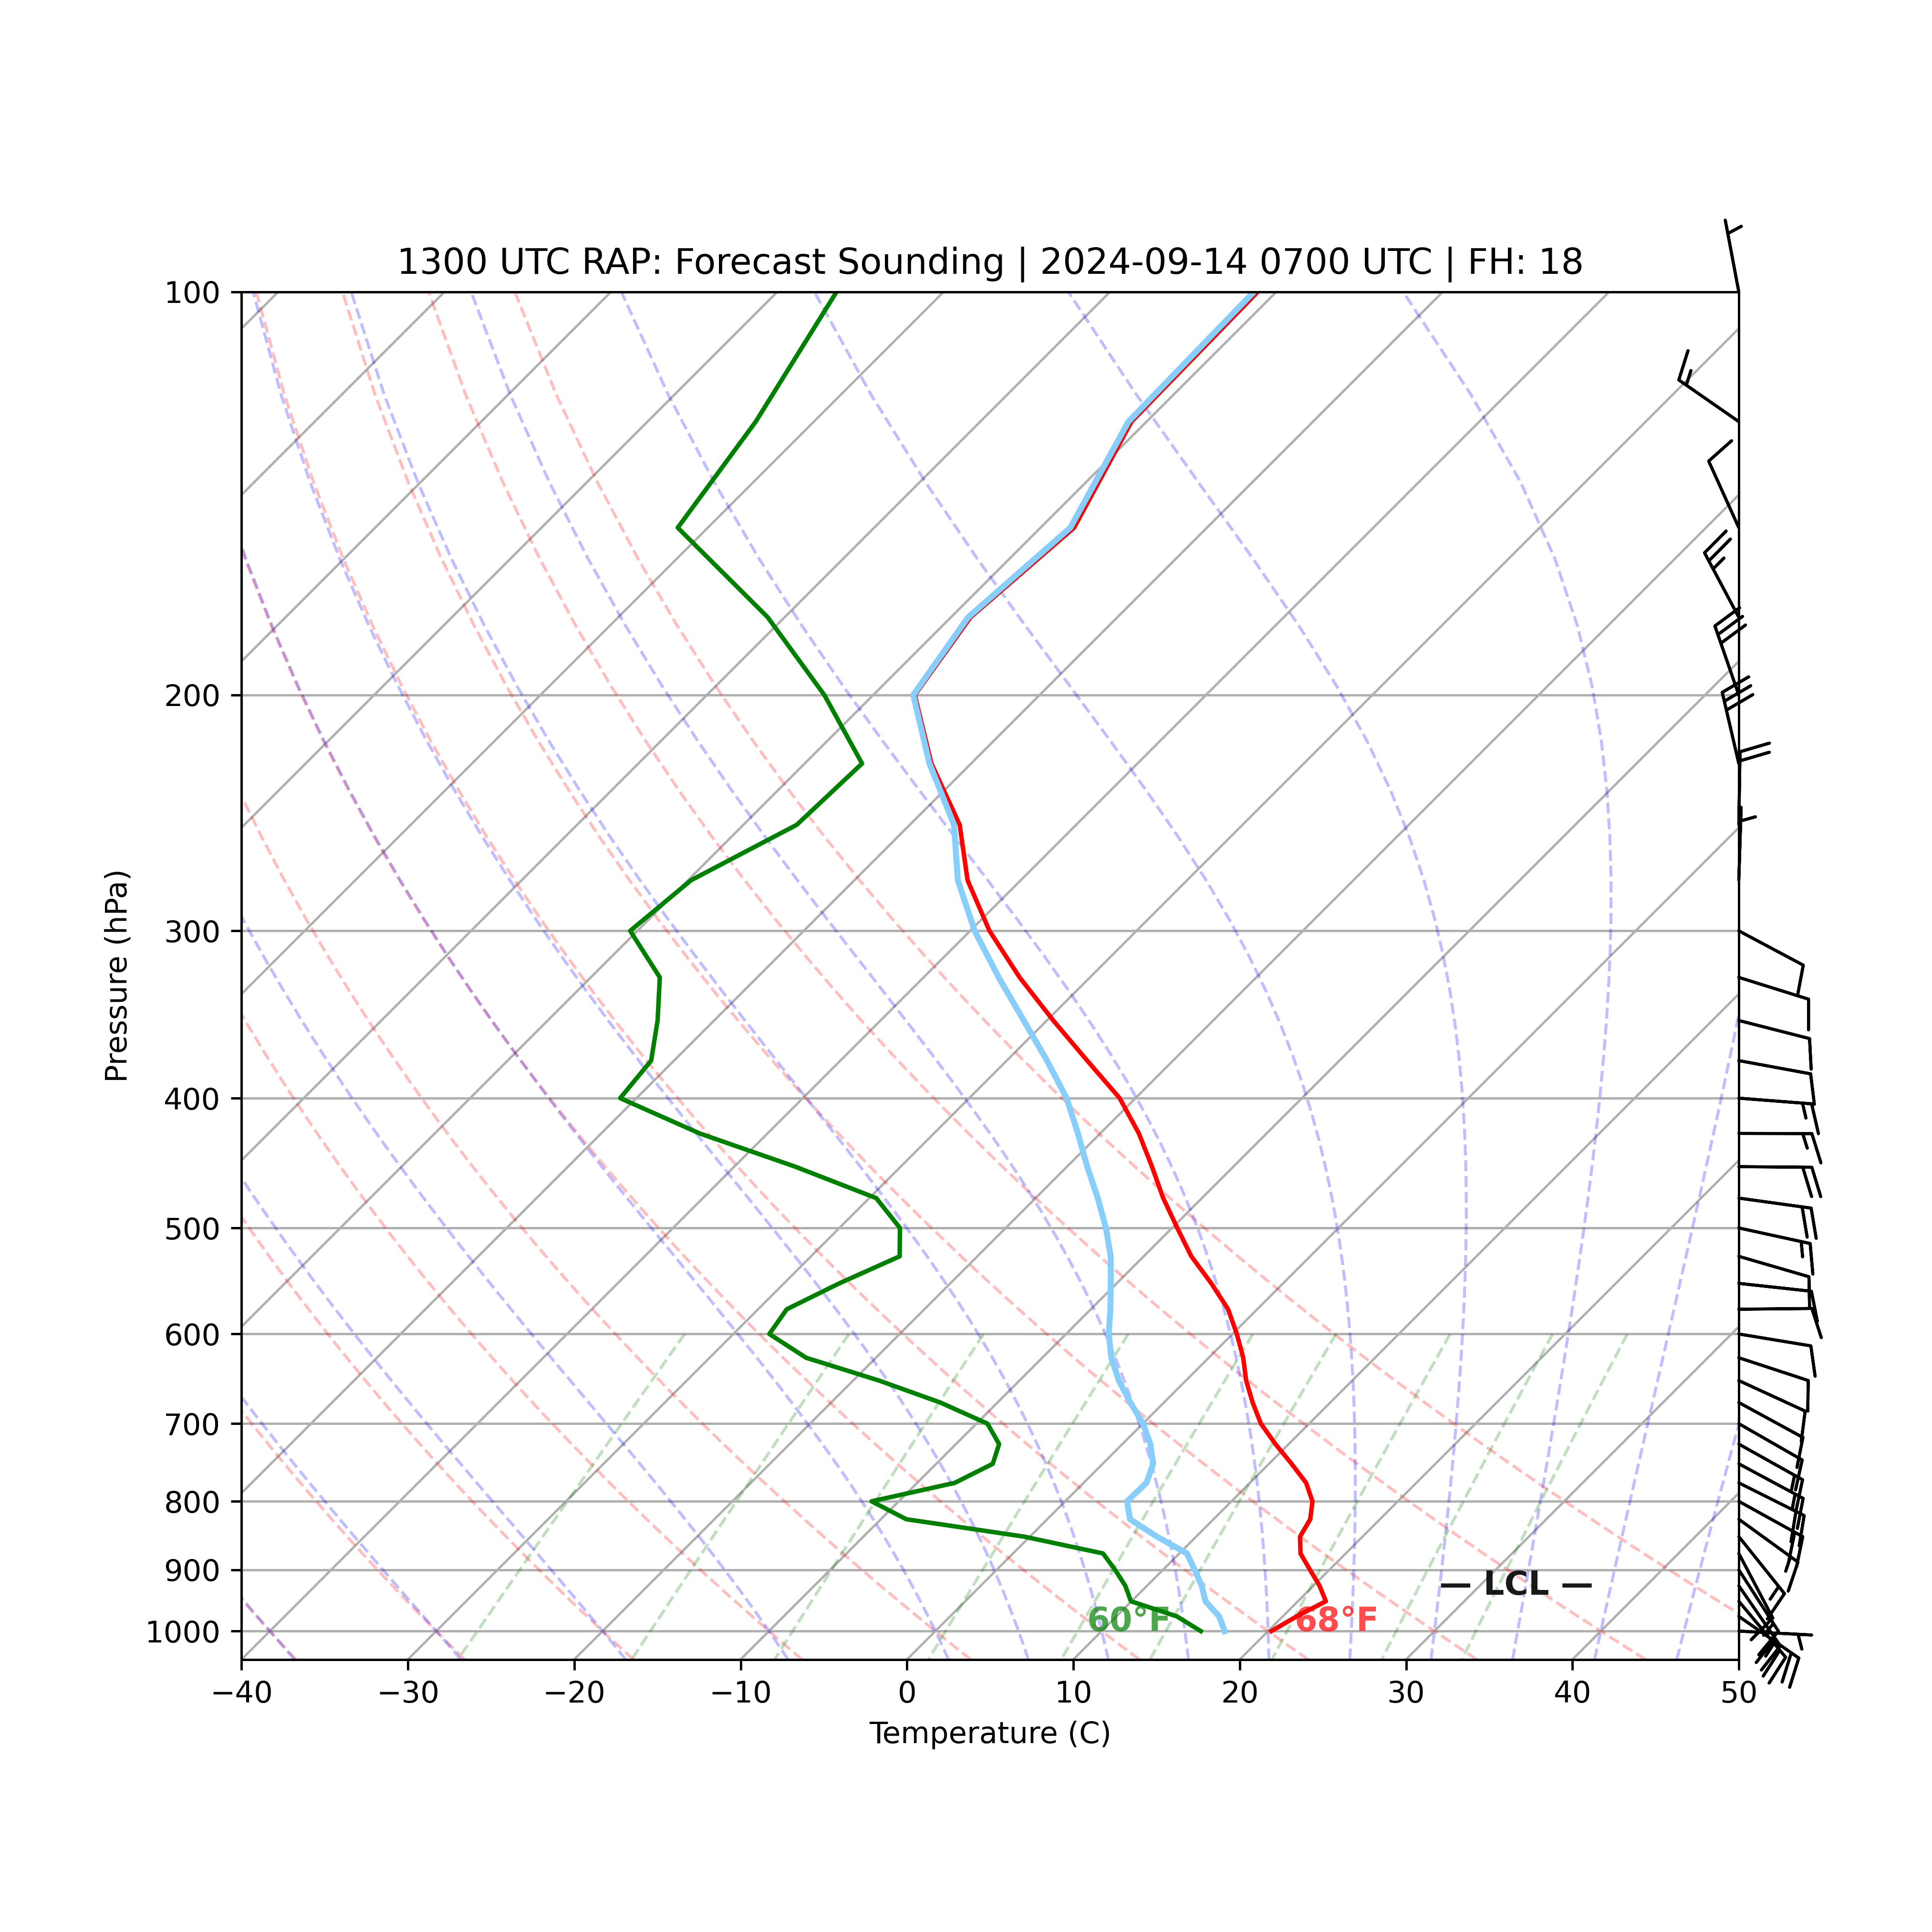 1300 UTC RAP: Forecast Sounding | 2024-09-14 0700 UTC | FH: 18
100
200
300
400
500
600
700
800
900
1000
Pressure (hPa)
— LCL —
60°F
68°F
−40 −30 −20 −10 0 10 20 30 40 50
Temperature (C)